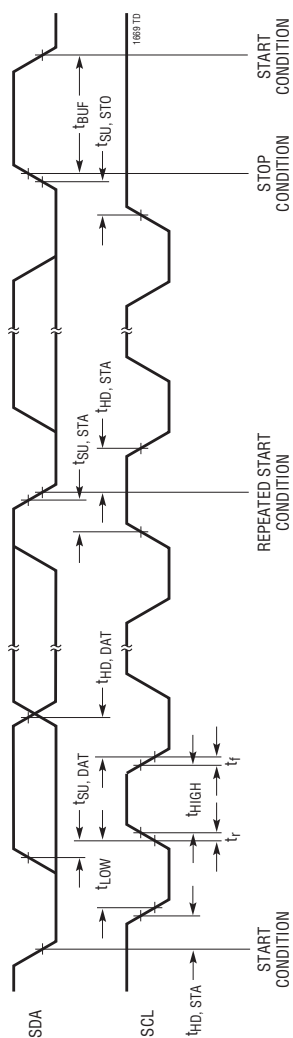 SDA
tSU, DAT
tHD, DAT
tSU, STA
tHD, STA
tBUF
tSU, STO
tLOW
SCL
1669 TD
tHD, STA
tr
tHIGH
tf
START
CONDITION
REPEATED START
CONDITION
STOP
CONDITION
START
CONDITION